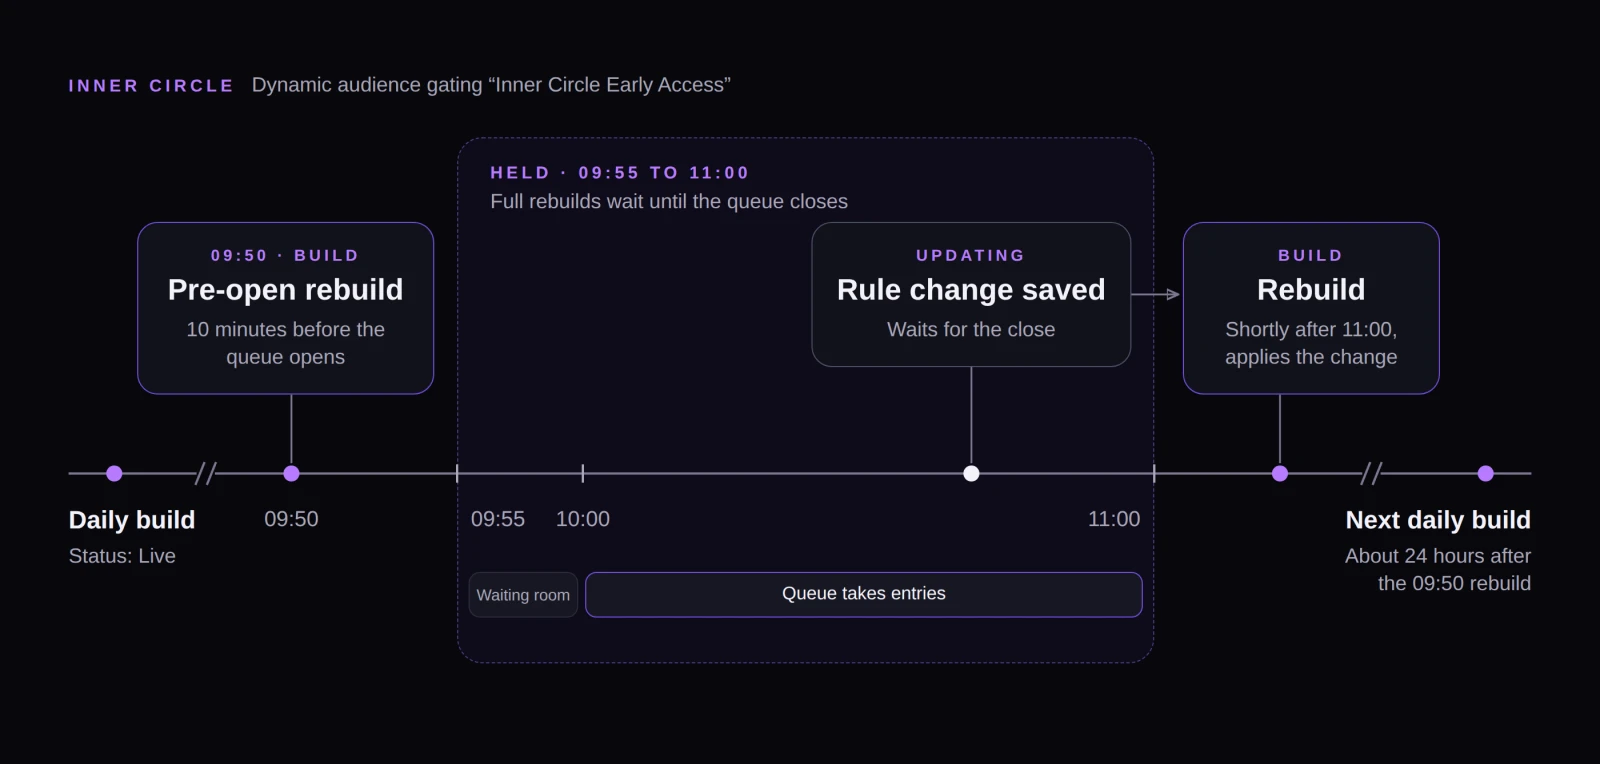 INNER CIRCLE Dynamic audience gating “Inner Circle Early Access”
HELD · 09:55 TO 11:00
Full rebuilds wait until the queue closes
09:50 · BUILD
Pre-open rebuild
10 minutes before the
queue opens
UPDATING
Rule change saved
Waits for the close
BUILD
Rebuild
Shortly after 11:00,
applies the change
Daily build
Status: Live
09:50
09:55
10:00
11:00
Next daily build
About 24 hours after
the 09:50 rebuild
Waiting room
Queue takes entries